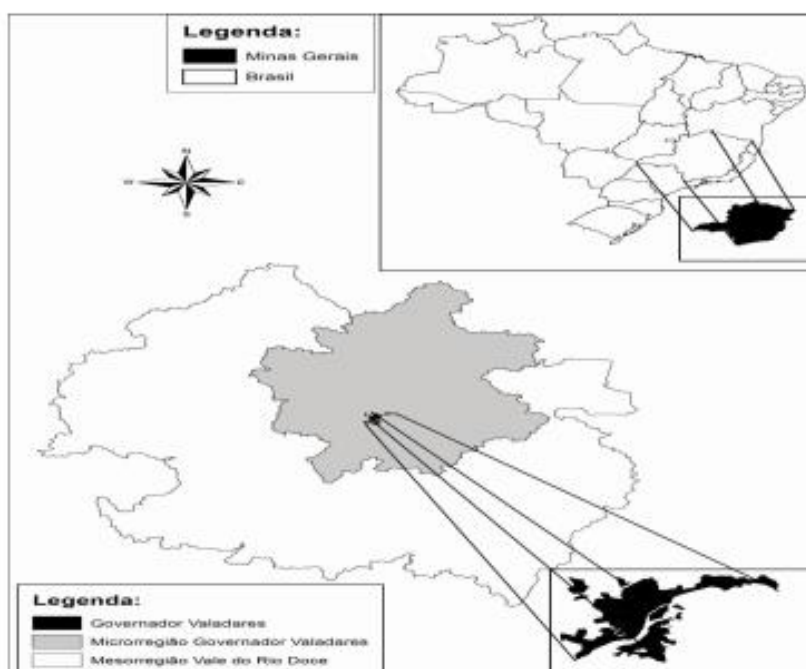 Legenda:
Minas Gerais
Brasil
N
W
E
S
Legenda:
Governador Valadares
Microrregião Governador Valadares
Mesorregião Vale do Rio Doce